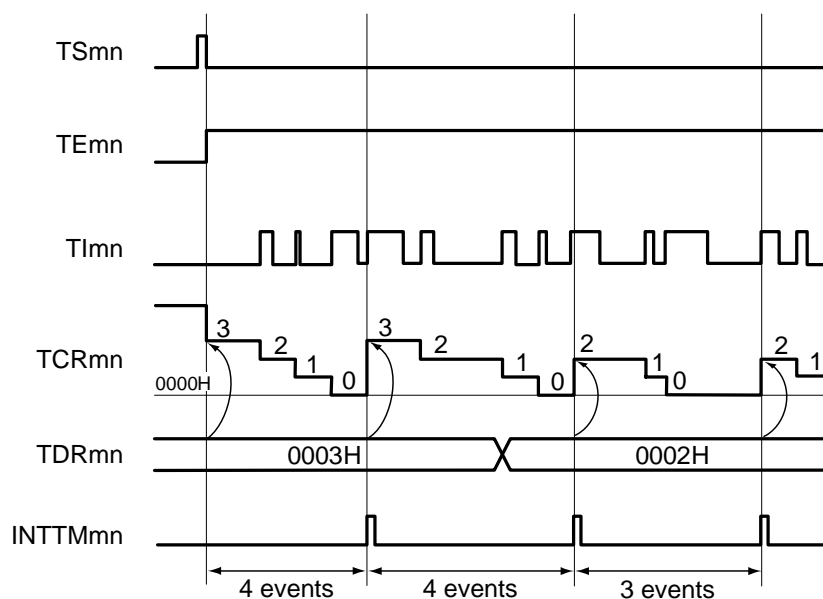 TSmn
TEmn
TImn
TCRmn
0000H
3 2 1 0 3 2 1 0 2 1 0 2 1
TDRmn
0003H 0002H
INTTMmn
4 events 4 events 3 events